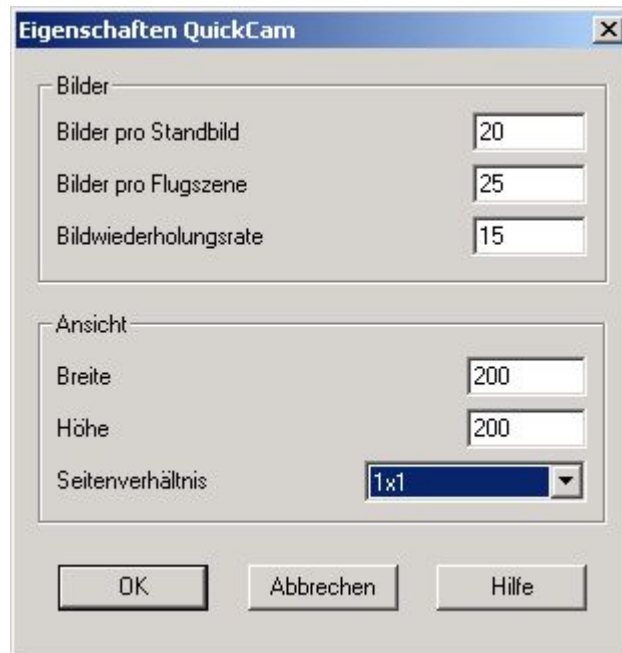 Eigenschaften QuickCam
Bilder
Bilder pro Standbild 20
Bilder pro Flugszene 25
Bildwiederholungsrate 15
Ansicht
Breite 200
Höhe 200
Seitenverhältnis 1x1
OK Abbrechen Hilfe